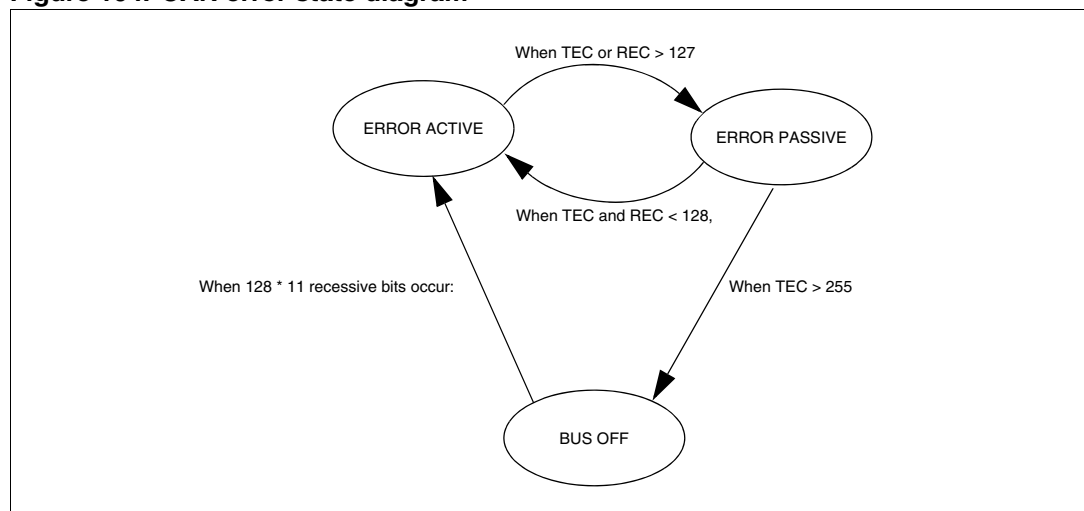 When TEC or REC > 127
ERROR ACTIVE
ERROR PASSIVE
When TEC and REC < 128,
When 128 * 11 recessive bits occur:
When TEC > 255
BUS OFF